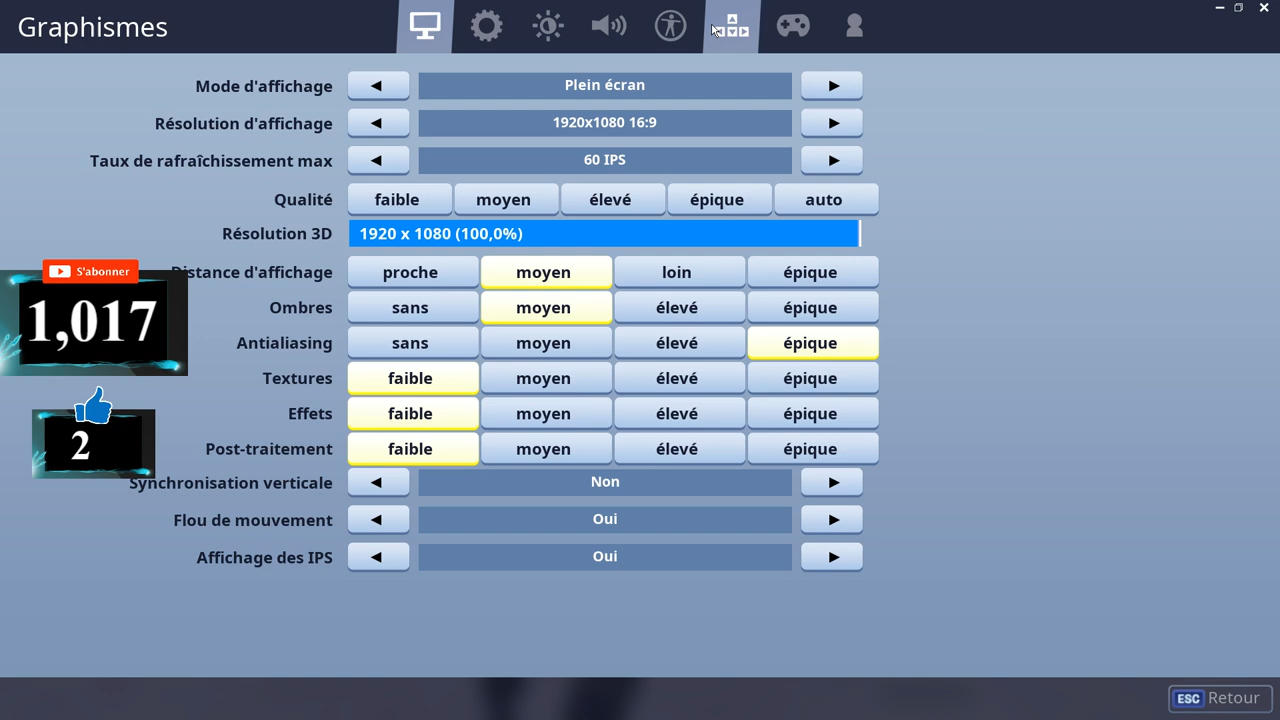 Graphismes
Mode d'affichage ◀ Plein écran ▶
Résolution d'affichage ◀ 1920x1080 16:9 ▶
Taux de rafraîchissement max ◀ 60 IPS ▶
Qualité faible moyen élevé épique auto
Résolution 3D 1920 x 1080 (100,0%)
S'abonner
Distance d'affichage proche moyen loin épique
1,017
Ombres sans moyen élevé épique
Antialiasing sans moyen élevé épique
Textures faible moyen élevé épique
Effets faible moyen élevé épique
2
Post-traitement faible moyen élevé épique
Synchronisation verticale ◀ Non ▶
Flou de mouvement ◀ Oui ▶
Affichage des IPS ◀ Oui ▶
ESC Retour